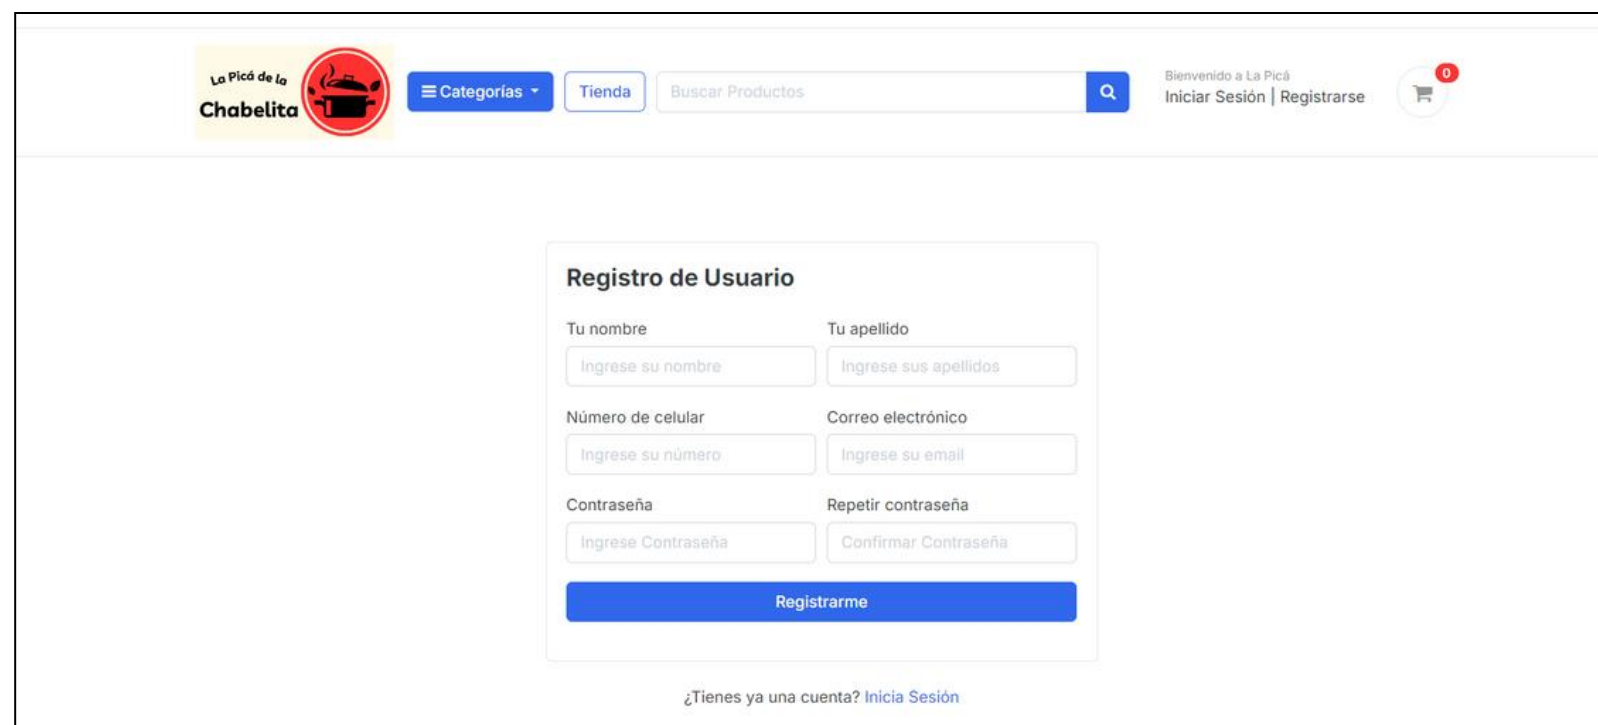 La Picá de la
Chabelita
Categorías
Tienda
Buscar Productos
Bienvenido a La Picá
Iniciar Sesión | Registrarse
0
Registro de Usuario
Tu nombre Tu apellido
Ingrese su nombre Ingrese sus apellidos
Número de celular Correo electrónico
Ingrese su número Ingrese su email
Contraseña Repetir contraseña
Ingrese Contraseña Confirmar Contraseña
Registrarme
¿Tienes ya una cuenta? Inicia Sesión